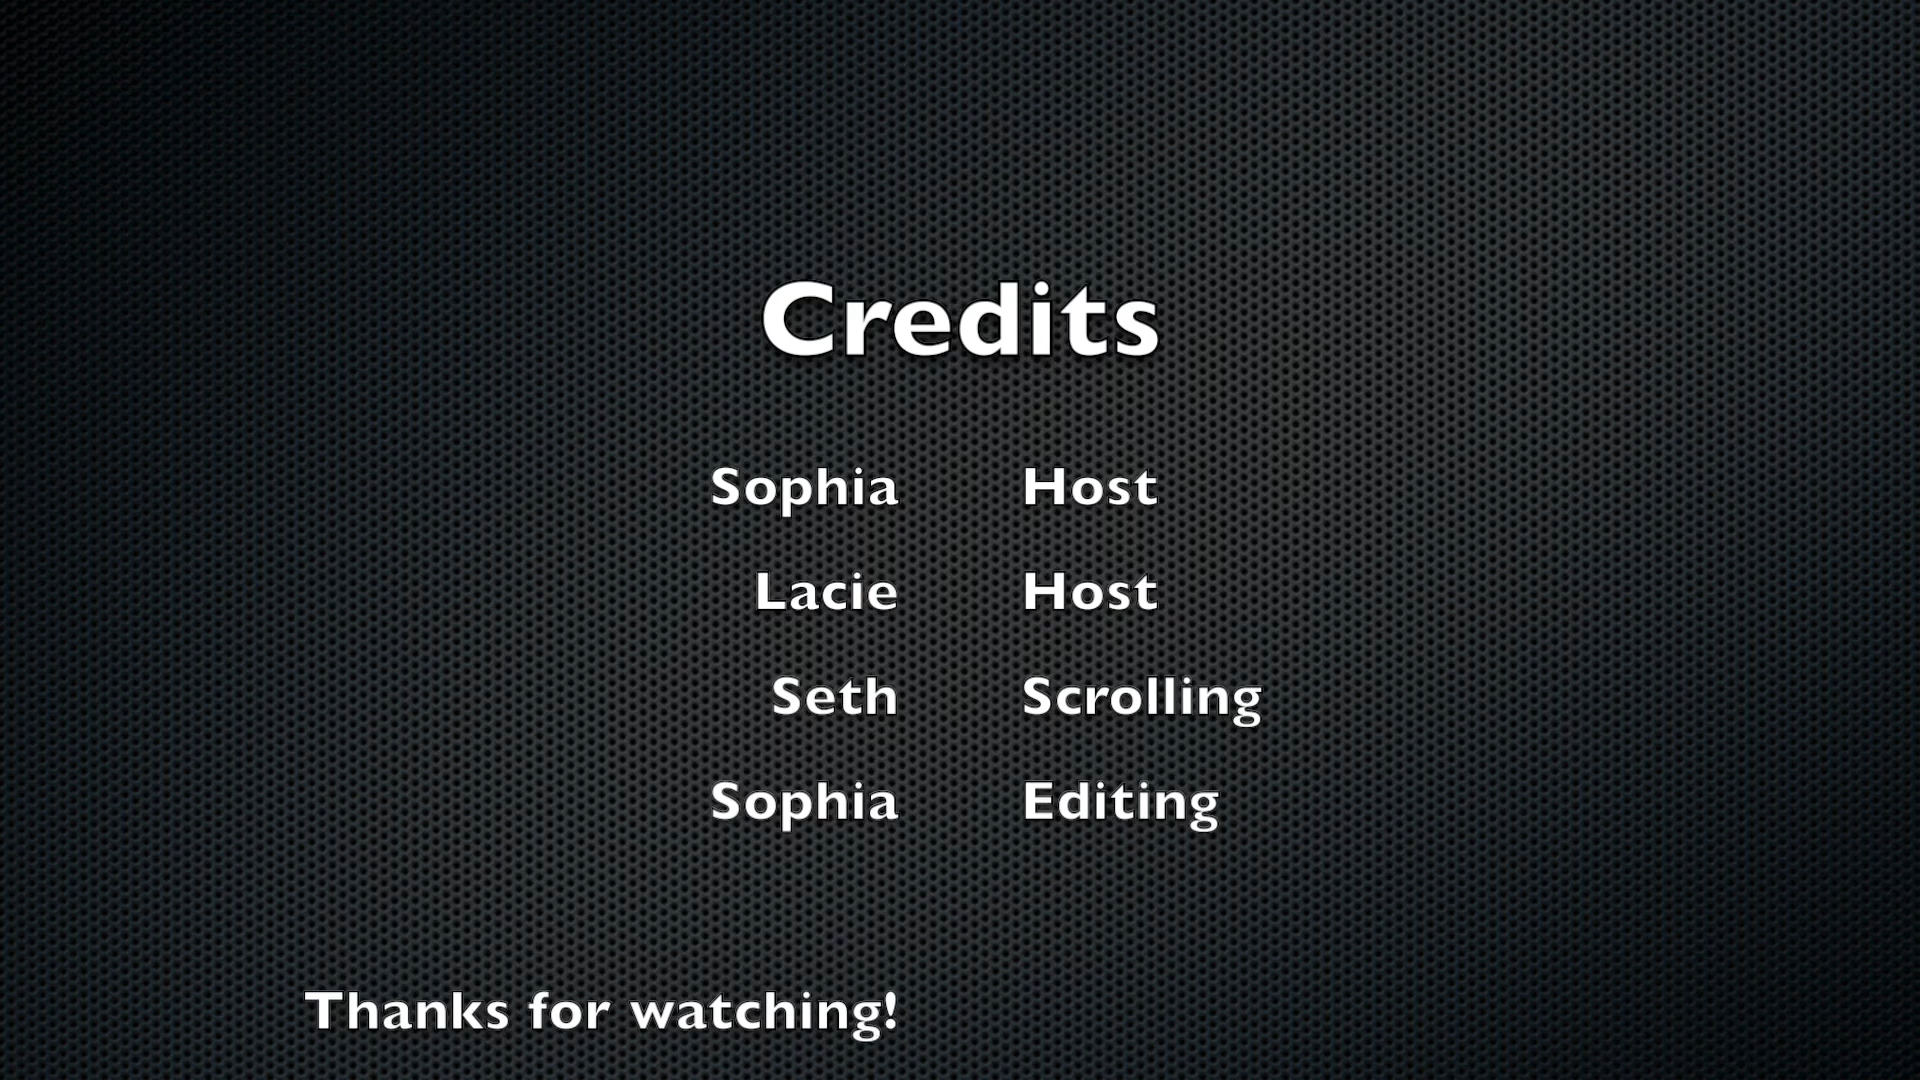 Credits
Sophia Host
Lacie Host
Seth Scrolling
Sophia Editing
Thanks for watching!